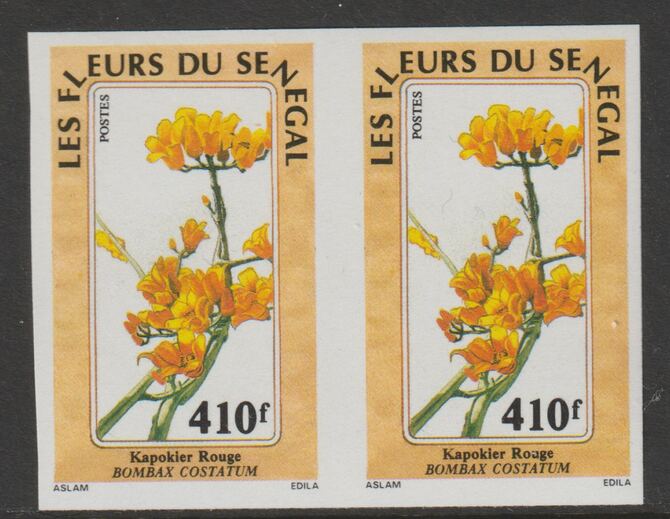 LES FLEURS DU SENEGAL
POSTES
410f
Kapokier Rouge
BOMBAX COSTATUM
ASLAM EDILA
LES FLEURS DU SENEGAL
POSTES
410f
Kapokier Rouge
BOMBAX COSTATUM
ASLAM EDILA